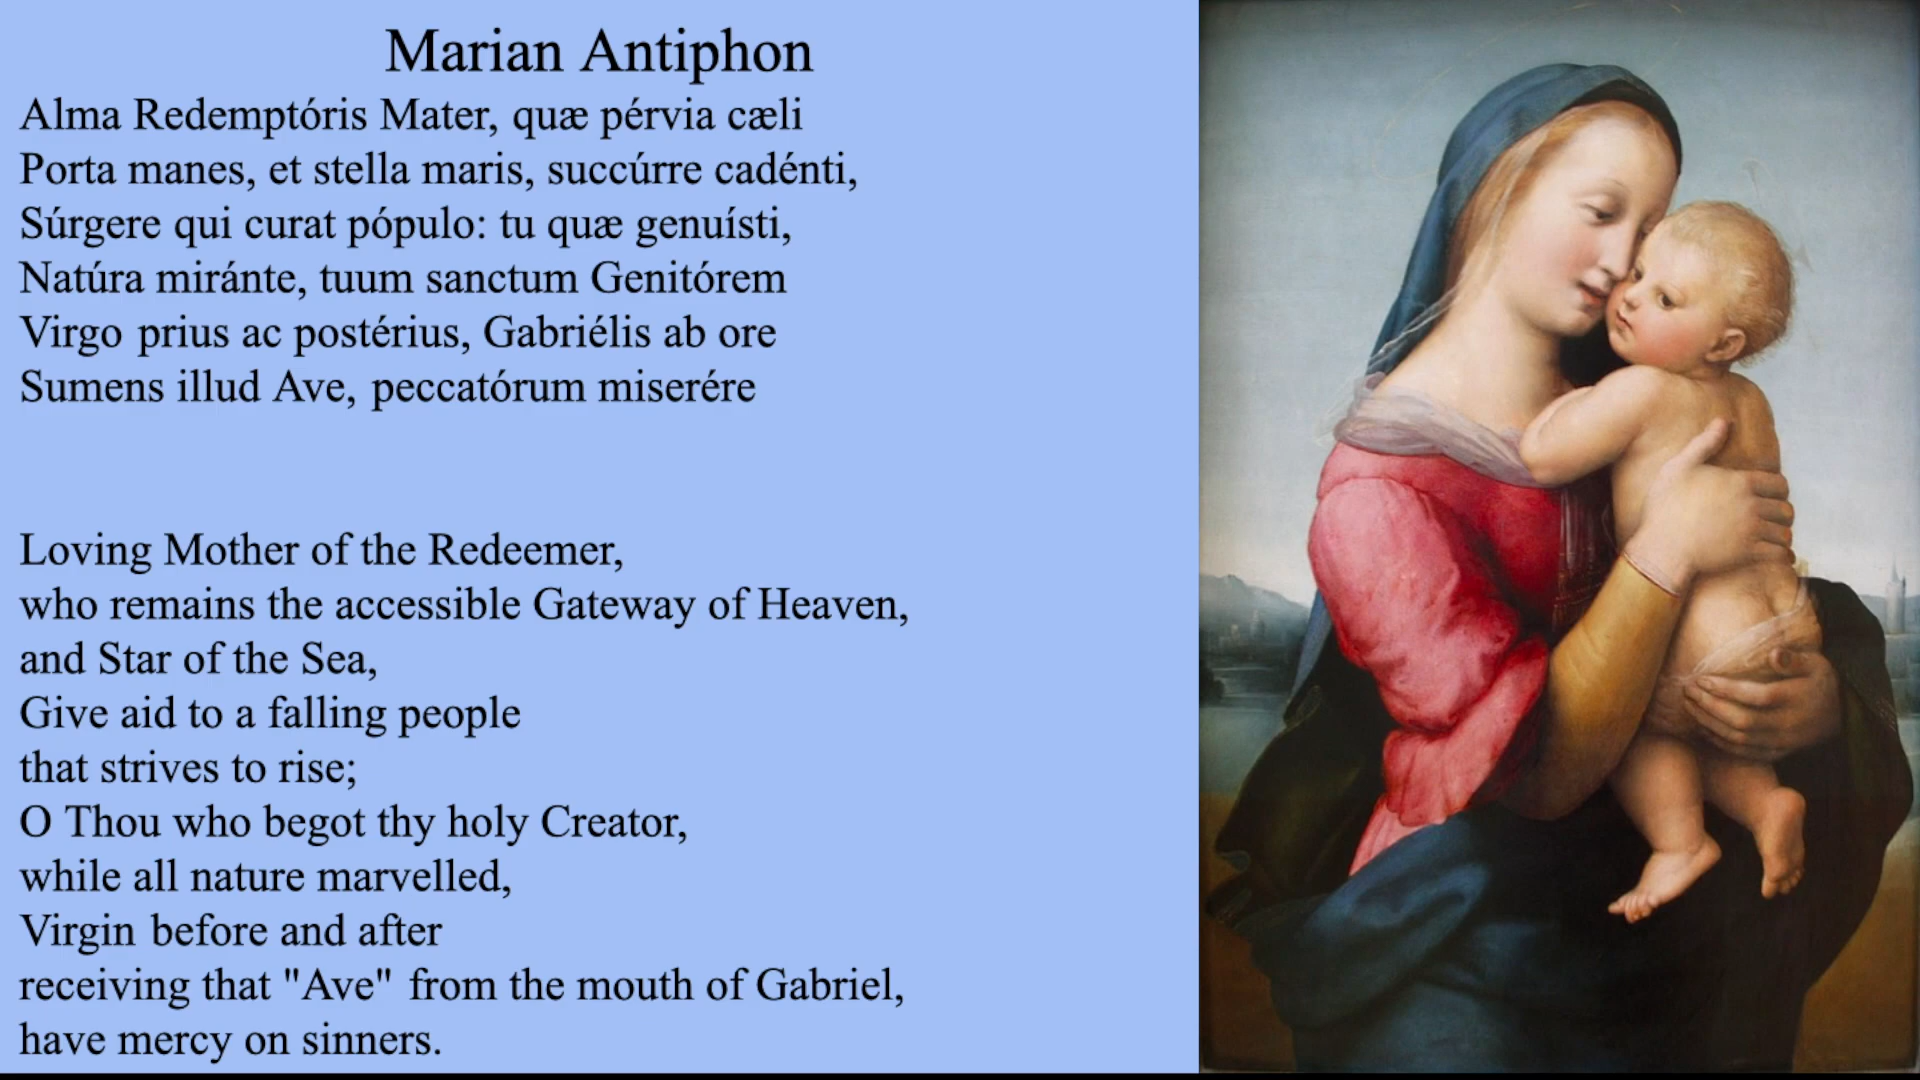 Marian Antiphon
Alma Redemptóris Mater, quæ pérvia cæli
Porta manes, et stella maris, succúrre cadénti,
Súrgere qui curat pópulo: tu quæ genuísti,
Natúra miránte, tuum sanctum Genitórem
Virgo prius ac postérius, Gabriélis ab ore
Sumens illud Ave, peccatórum miserére
Loving Mother of the Redeemer,
who remains the accessible Gateway of Heaven,
and Star of the Sea,
Give aid to a falling people
that strives to rise;
O Thou who begot thy holy Creator,
while all nature marvelled,
Virgin before and after
receiving that "Ave" from the mouth of Gabriel,
have mercy on sinners.